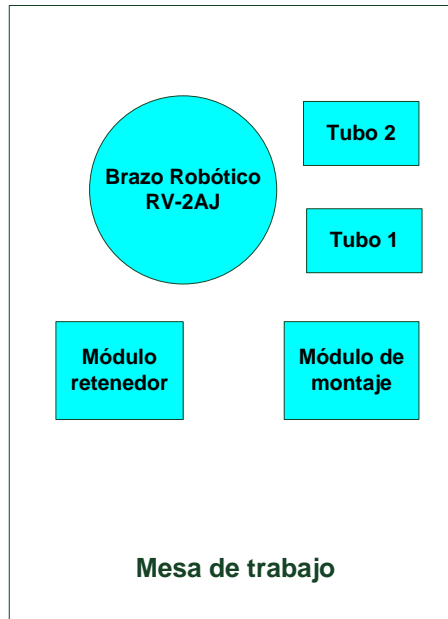 Tubo 2
Brazo Robótico
RV-2AJ
Tubo 1
Módulo
retenedor
Módulo de
montaje
Mesa de trabajo